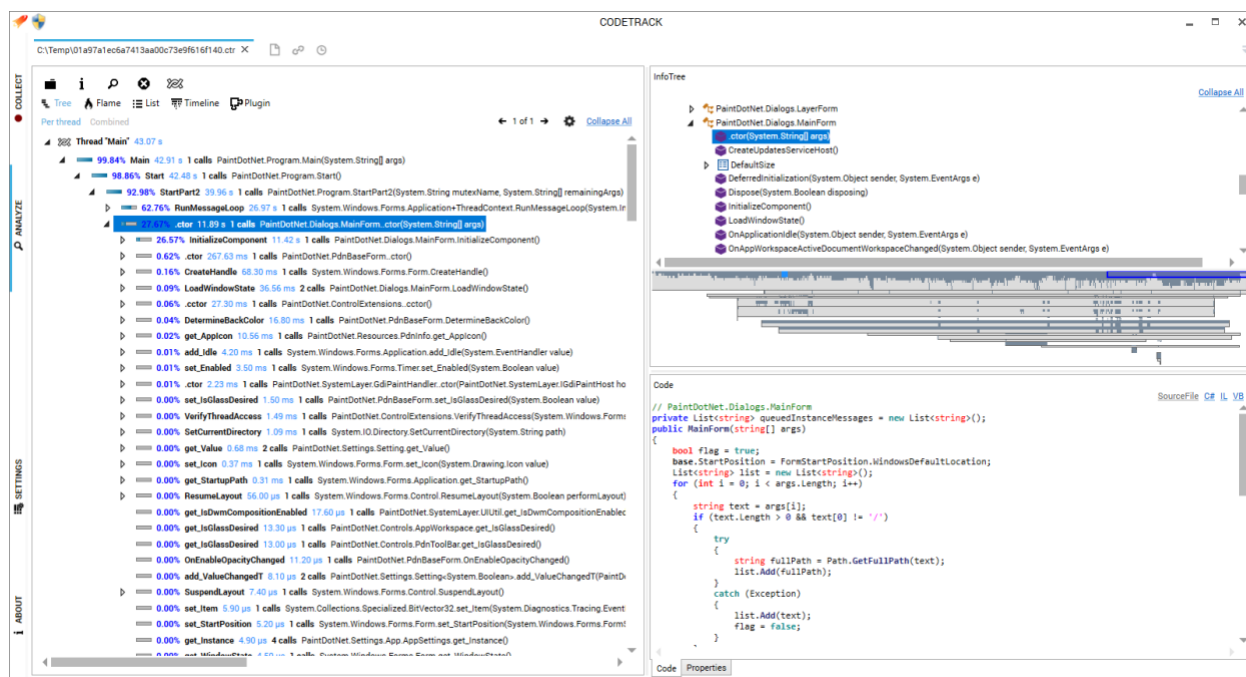 CODETRACK
C:\Temp\01a97a1ec6a7413aa00c73e9f616f140.ctr
COLLECT
ANALYZE
SETTINGS
ABOUT
Tree Flame List Timeline Plugin
Per thread Combined
1 of 1
Collapse All
Thread "Main" 43.07 s
99.84% Main 42.91 s 1 calls PaintDotNet.Program.Main(System.String[] args)
98.86% Start 42.48 s 1 calls PaintDotNet.Program.Start()
92.98% StartPart2 39.96 s 1 calls PaintDotNet.Program.StartPart2(System.String mutexName, System.String[] remainingArgs)
62.76% RunMessageLoop 26.97 s 1 calls System.Windows.Forms.Application+ThreadContext.RunMessageLoop(System.In
27.67% .ctor 11.89 s 1 calls PaintDotNet.Dialogs.MainForm..ctor(System.String[] args)
26.57% InitializeComponent 11.42 s 1 calls PaintDotNet.Dialogs.MainForm.InitializeComponent()
0.62% .ctor 267.63 ms 1 calls PaintDotNet.PdnBaseForm..ctor()
0.16% CreateHandle 68.30 ms 1 calls System.Windows.Forms.Form.CreateHandle()
0.09% LoadWindowState 36.56 ms 2 calls PaintDotNet.Dialogs.MainForm.LoadWindowState()
0.06% .cctor 27.30 ms 1 calls PaintDotNet.ControlExtensions..cctor()
0.04% DetermineBackColor 16.80 ms 1 calls PaintDotNet.PdnBaseForm.DetermineBackColor()
0.02% get_AppIcon 10.56 ms 1 calls PaintDotNet.Resources.PdnInfo.get_AppIcon()
0.01% add_Idle 4.20 ms 1 calls System.Windows.Forms.Application.add_Idle(System.EventHandler value)
0.01% set_Enabled 3.50 ms 1 calls System.Windows.Forms.Timer.set_Enabled(System.Boolean value)
0.01% .ctor 2.23 ms 1 calls PaintDotNet.SystemLayer.GdiPaintHandler..ctor(PaintDotNet.SystemLayer.IGdiPaintHost ho
0.00% set_IsGlassDesired 1.50 ms 1 calls PaintDotNet.PdnBaseForm.set_IsGlassDesired(System.Boolean value)
0.00% VerifyThreadAccess 1.49 ms 1 calls PaintDotNet.ControlExtensions.VerifyThreadAccess(System.Windows.Forms
0.00% SetCurrentDirectory 1.09 ms 1 calls System.IO.Directory.SetCurrentDirectory(System.String path)
0.00% get_Value 0.68 ms 2 calls PaintDotNet.Settings.Setting.get_Value()
0.00% set_Icon 0.37 ms 1 calls System.Windows.Forms.Form.set_Icon(System.Drawing.Icon value)
0.00% get_StartupPath 0.31 ms 1 calls System.Windows.Forms.Application.get_StartupPath()
0.00% ResumeLayout 56.00 µs 1 calls System.Windows.Forms.Control.ResumeLayout(System.Boolean performLayout)
0.00% get_IsDwmCompositionEnabled 17.60 µs 1 calls PaintDotNet.SystemLayer.UIUtil.get_IsDwmCompositionEnabled
0.00% get_IsGlassDesired 13.30 µs 1 calls PaintDotNet.Controls.AppWorkspace.get_IsGlassDesired()
0.00% get_IsGlassDesired 13.00 µs 1 calls PaintDotNet.Controls.PdnToolBar.get_IsGlassDesired()
0.00% OnEnableOpacityChanged 11.20 µs 1 calls PaintDotNet.PdnBaseForm.OnEnableOpacityChanged()
0.00% add_ValueChangedT 8.10 µs 2 calls PaintDotNet.Settings.Setting<System.Boolean>.add_ValueChangedT(PaintD
0.00% SuspendLayout 7.40 µs 1 calls System.Windows.Forms.Control.SuspendLayout()
0.00% set_Item 5.90 µs 1 calls System.Collections.Specialized.BitVector32.set_Item(System.Diagnostics.Tracing.Event
0.00% set_StartPosition 5.20 µs 1 calls System.Windows.Forms.Form.set_StartPosition(System.Windows.Forms.Form
0.00% get_Instance 4.90 µs 4 calls PaintDotNet.Settings.App.AppSettings.get_Instance()
0.00% get_WindowState 4.50 µs 1 calls System.Windows.Forms.Form.get_WindowState()
InfoTree
Collapse All
PaintDotNet.Dialogs.LayerForm
PaintDotNet.Dialogs.MainForm
.ctor(System.String[] args)
CreateUpdatesServiceHost()
DefaultSize
DeferredInitialization(System.Object sender, System.EventArgs e)
Dispose(System.Boolean disposing)
InitializeComponent()
LoadWindowState()
OnApplicationIdle(System.Object sender, System.EventArgs e)
OnAppWorkspaceActiveDocumentWorkspaceChanged(System.Object sender, System.EventArgs e)
Code
SourceFile C# IL VB
// PaintDotNet.Dialogs.MainForm
private List<string> queuedInstanceMessages = new List<string>();
public MainForm(string[] args)
{
bool flag = true;
base.StartPosition = FormStartPosition.WindowsDefaultLocation;
List<string> list = new List<string>();
for (int i = 0; i < args.Length; i++)
{
string text = args[i];
if (text.Length > 0 && text[0] != '/')
{
try
{
string fullPath = Path.GetFullPath(text);
list.Add(fullPath);
}
catch (Exception)
{
list.Add(text);
flag = false;
}
Code Properties